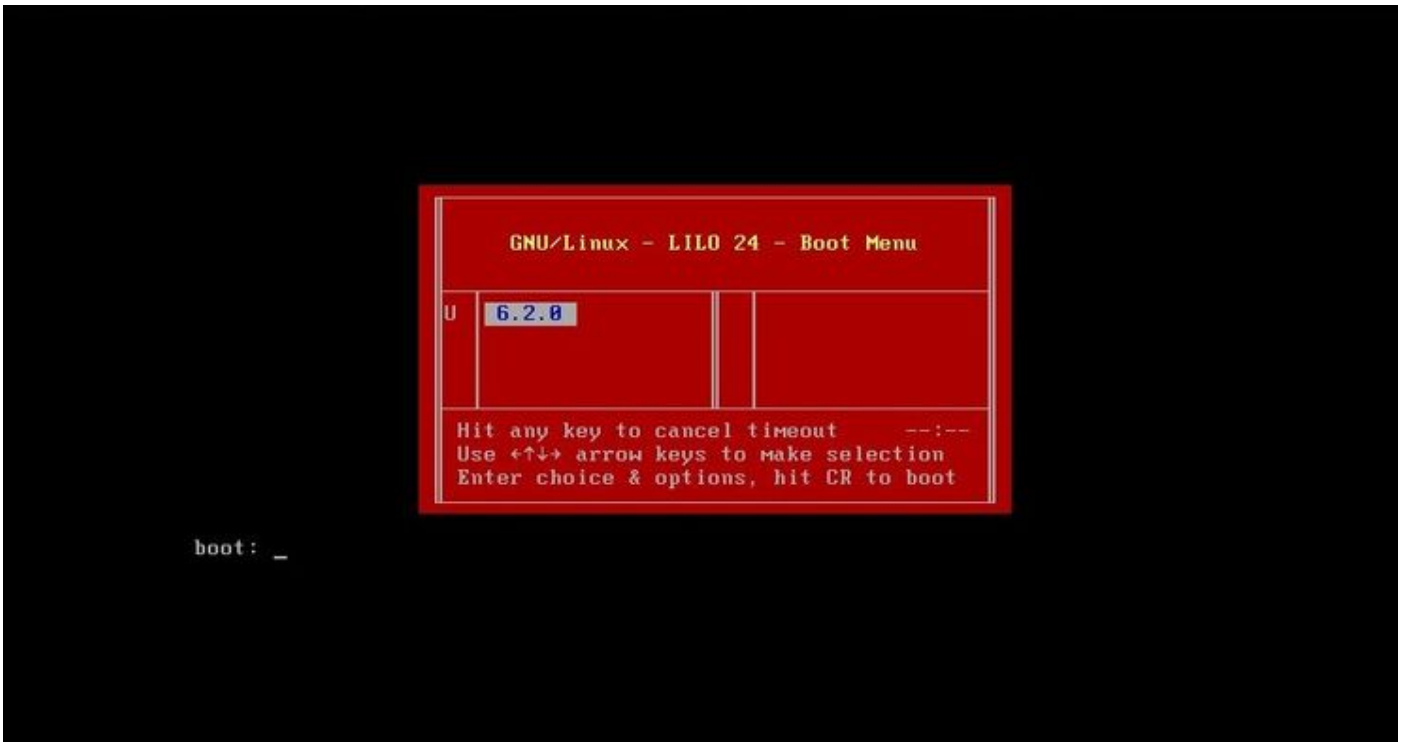 GNU/Linux - LILO 24 - Boot Menu
U 6.2.0
Hit any key to cancel timeout --:--
Use ←↑↓→ arrow keys to make selection
Enter choice & options, hit CR to boot
boot: _